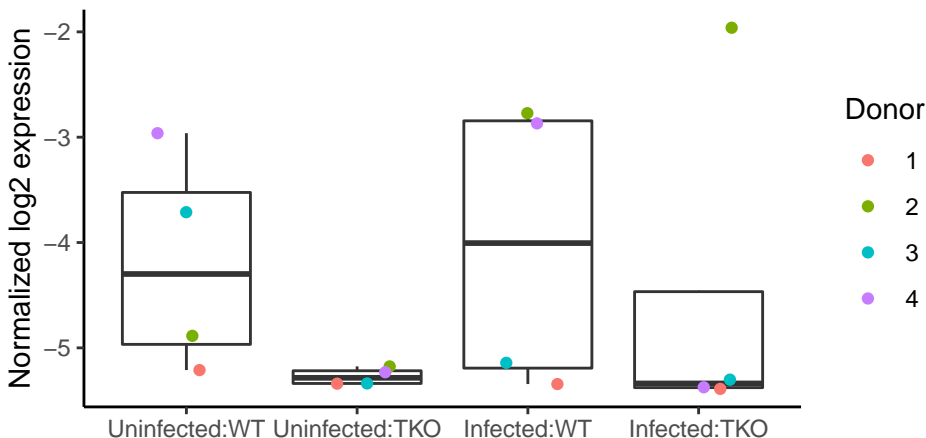 Normalized log2 expression
−2
−3
−4
−5
Uninfected:WT
Uninfected:TKO
Infected:WT
Infected:TKO
Donor
1
2
3
4